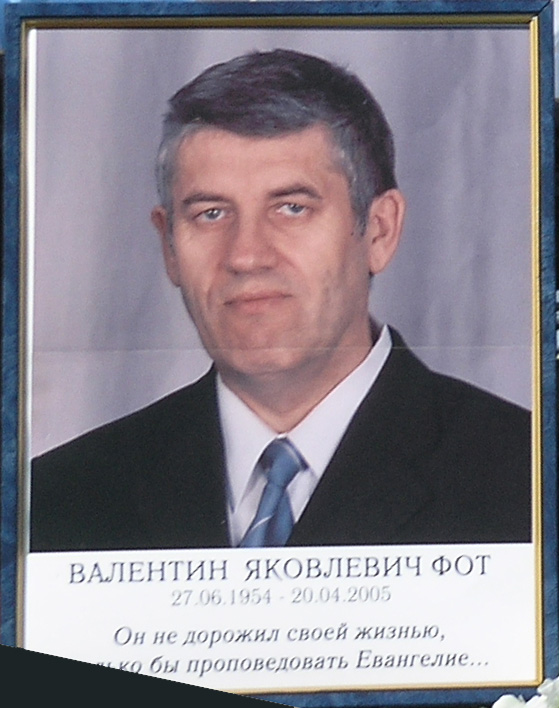 ВАЛЕНТИН ЯКОВЛЕВИЧ ФОТ
27.06.1954 - 20.04.2005
Он не дорожил своей жизнью,
бы проповедовать Евангелие...